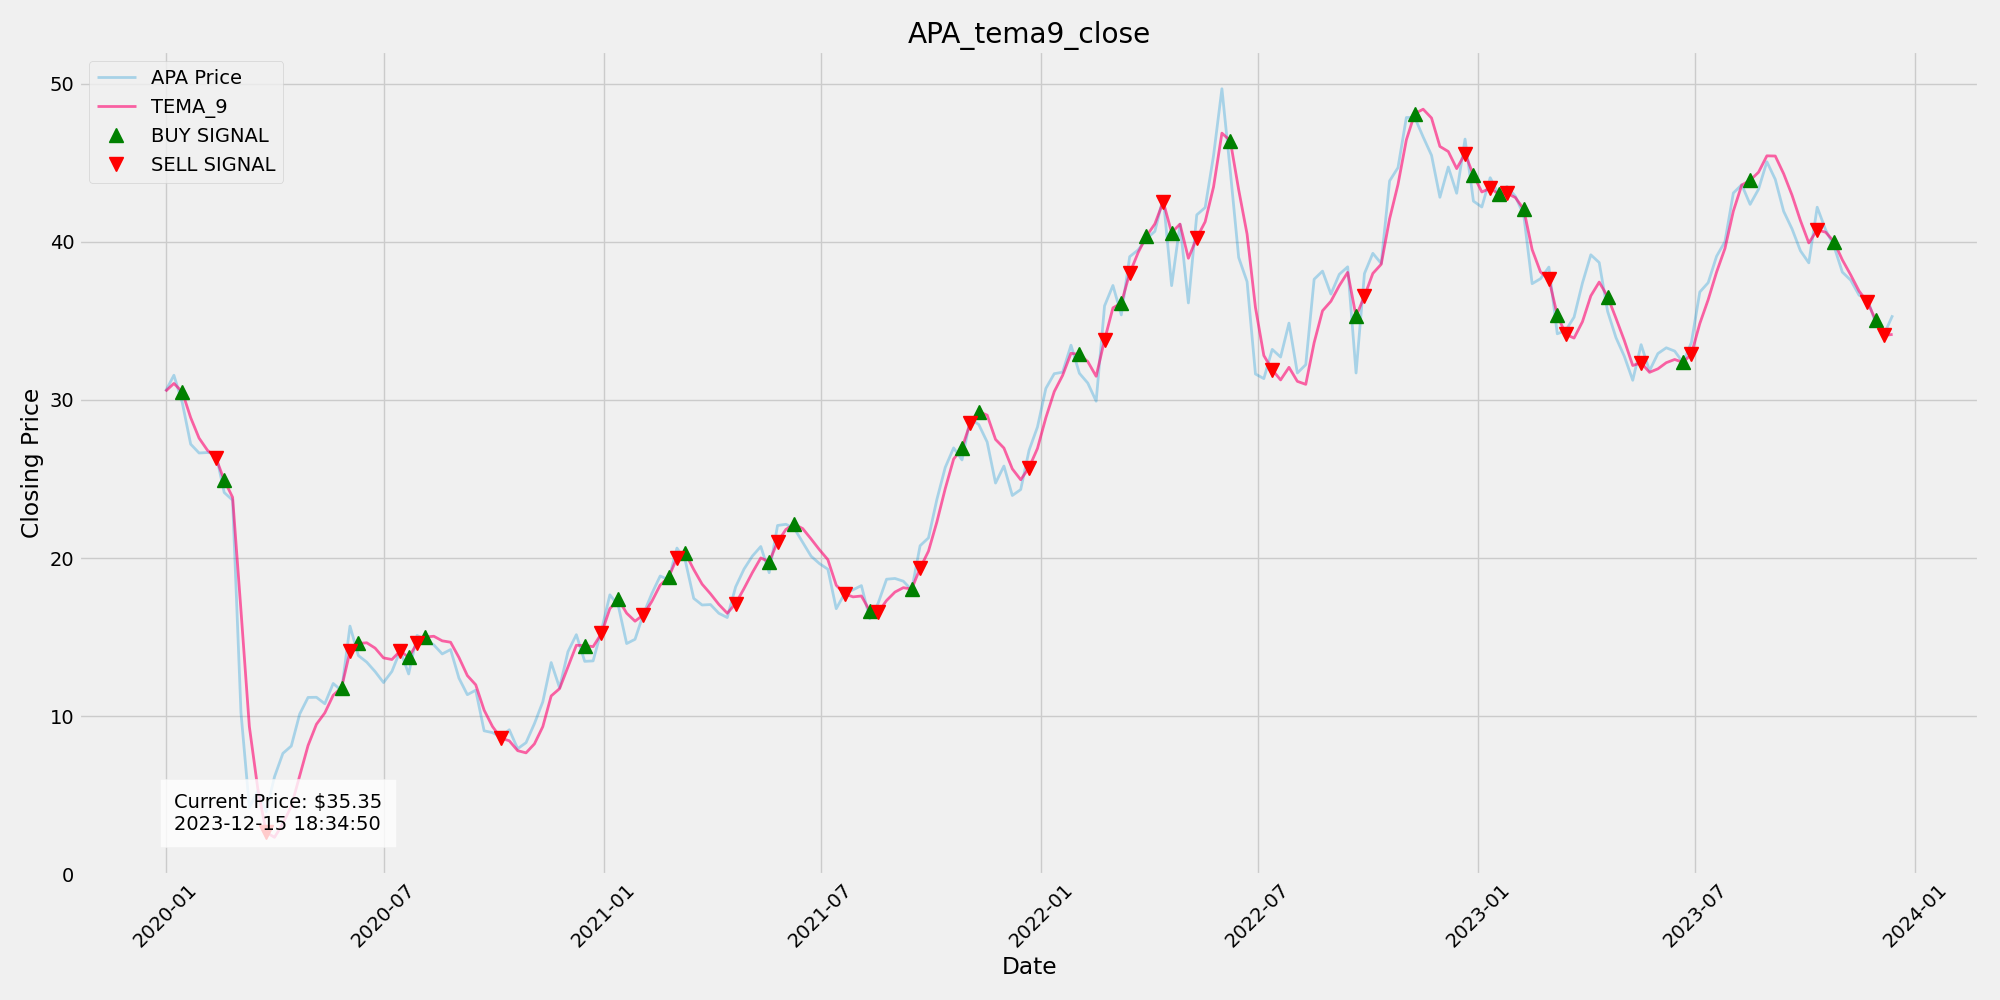 APA_tema9_close
APA Price
TEMA_9
BUY SIGNAL
SELL SIGNAL
Closing Price
50
40
30
20
10
0
Current Price: $35.35
2023-12-15 18:34:50
2020-01
2020-07
2021-01
2021-07
2022-01
2022-07
2023-01
2023-07
2024-01
Date